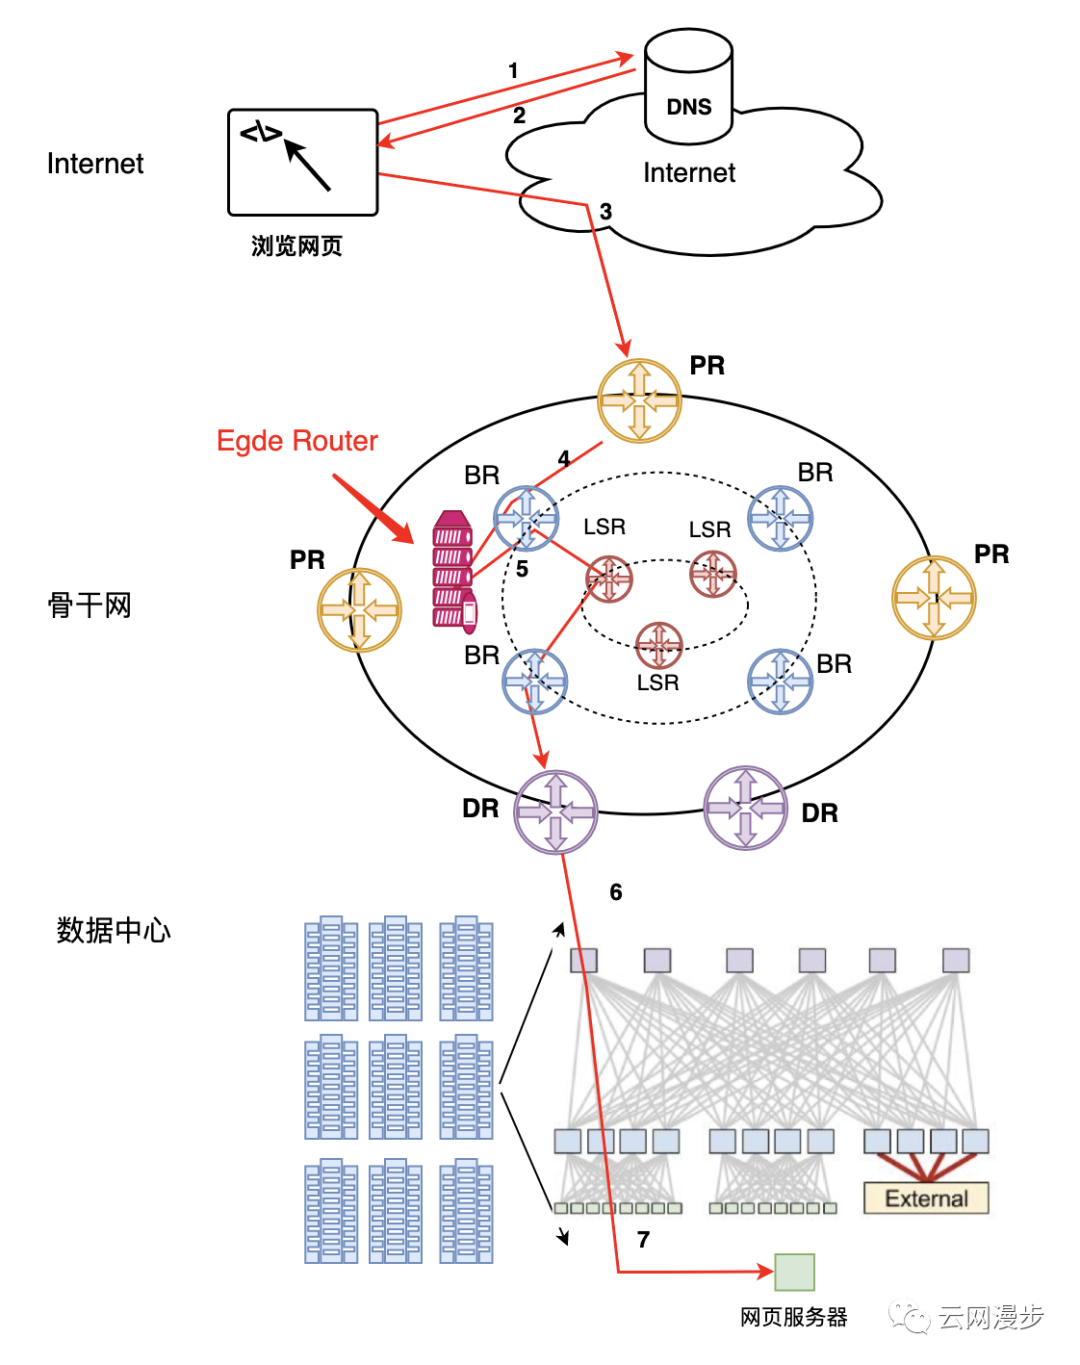 1
DNS
2
</>
Internet
Internet
3
浏览网页
PR
Egde Router
4
BR
BR
LSR
LSR
PR
PR
5
骨干网
BR
BR
LSR
DR
DR
6
数据中心
External
7
网页服务器
云网漫步